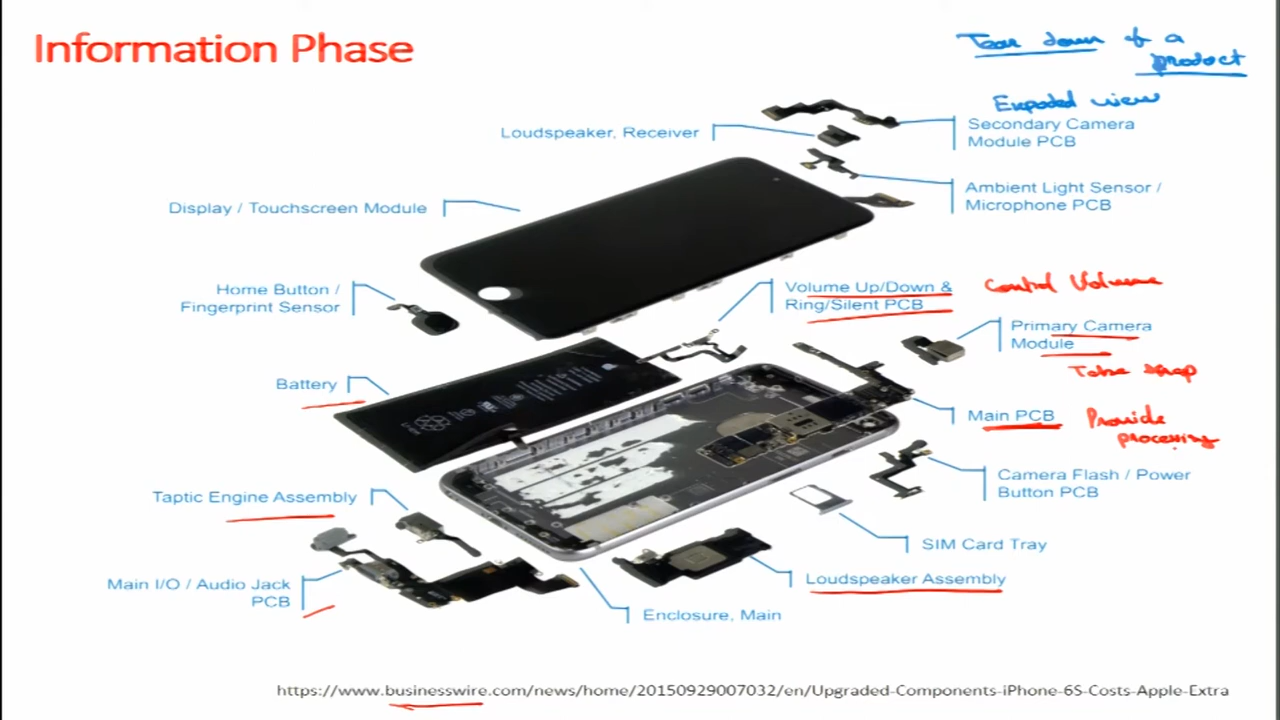 Information Phase
Tear down of a
product
Exploded view
Loudspeaker, Receiver
Secondary Camera
Module PCB
Ambient Light Sensor /
Microphone PCB
Display / Touchscreen Module
Home Button /
Fingerprint Sensor
Volume Up/Down &
Ring/Silent PCB
Control Volume
Primary Camera
Module
Take snap
Battery
Main PCB
Provide
processing
Camera Flash / Power
Button PCB
Taptic Engine Assembly
SIM Card Tray
Main I/O / Audio Jack
PCB
Loudspeaker Assembly
Enclosure, Main
https://www.businesswire.com/news/home/20150929007032/en/Upgraded-Components-iPhone-6S-Costs-Apple-Extra